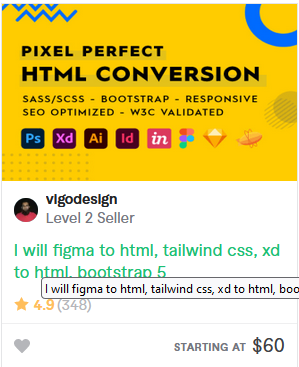 PIXEL PERFECT
HTML CONVERSION
SASS/SCSS - BOOTSTRAP - RESPONSIVE
SEO OPTIMIZED - W3C VALIDATED
Ps Xd Ai Id in
vigodesign
Level 2 Seller
I will figma to html, tailwind css, xd
to html, bootstrap 5
I will figma to html, tailwind css, xd to html, boo
4.9 (348)
STARTING AT $60